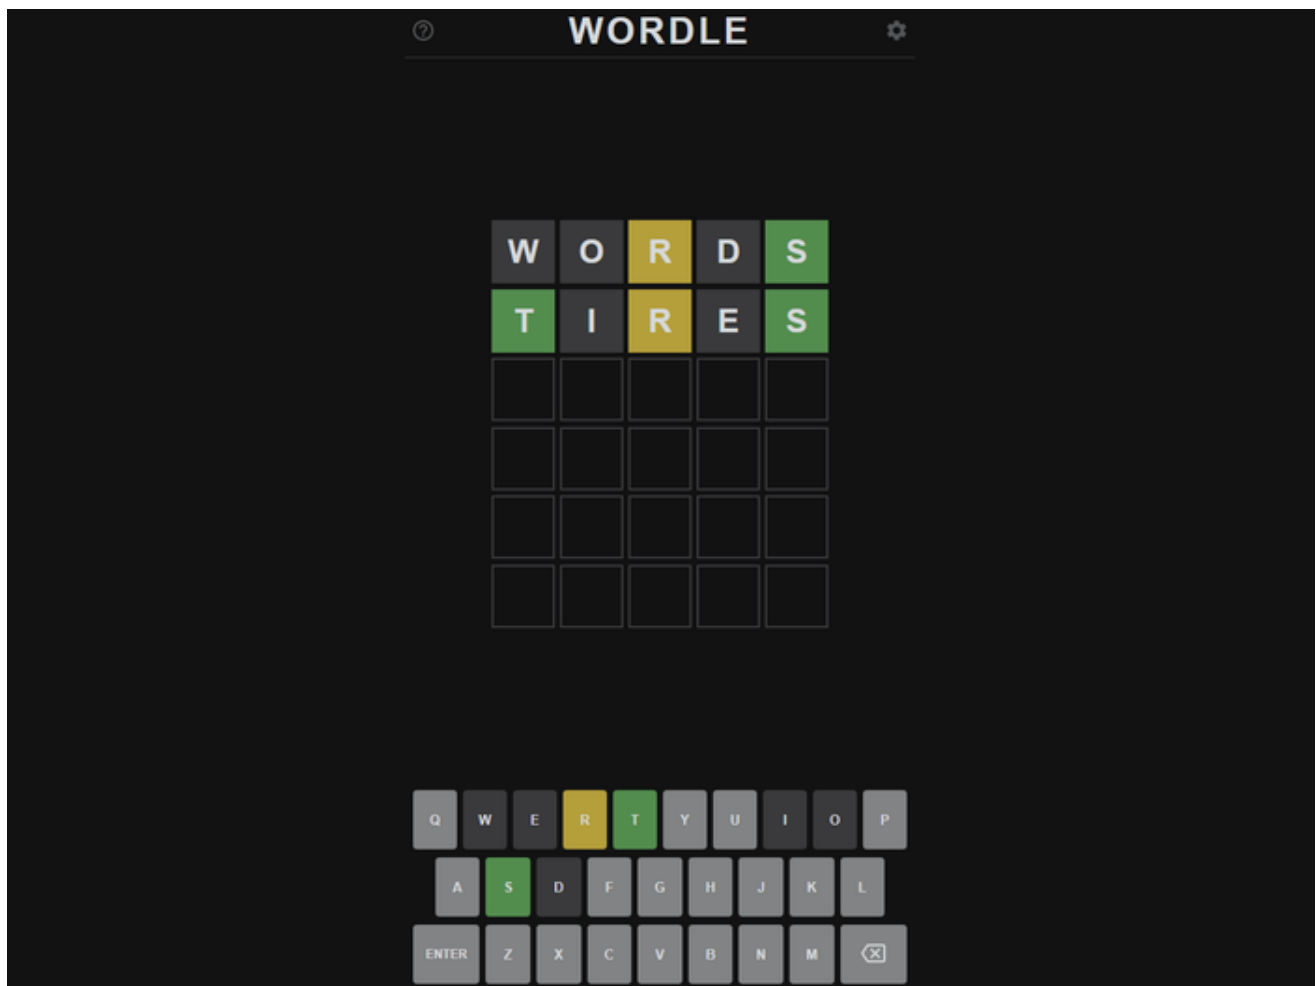 WORDLE
W O R D S
T I R E S
Q W E R T Y U I O P
A S D F G H J K L
ENTER Z X C V B N M